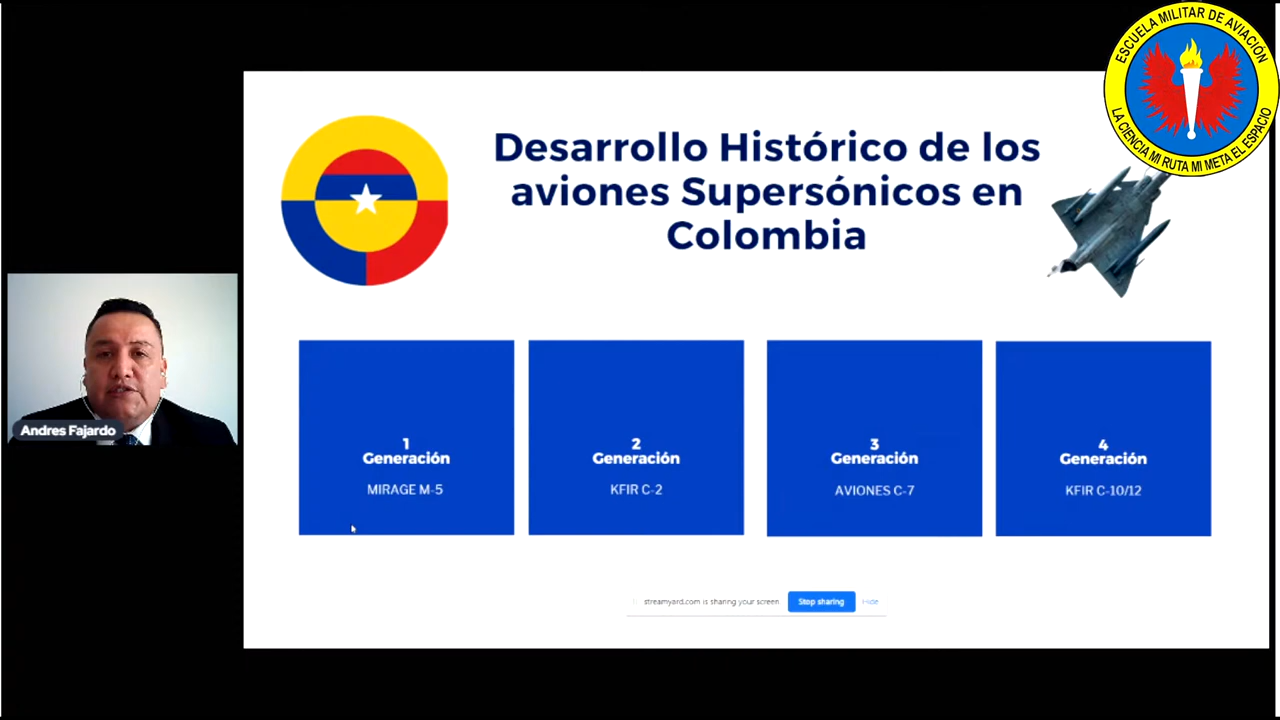 ESCUELA MILITAR DE AVIACIÓN
LA CIENCIA MI RUTA MI META EL ESPACIO
Desarrollo Histórico de los
aviones Supersónicos en
Colombia
Andres Fajardo
1
Generación
MIRAGE M-5
2
Generación
KFIR C-2
3
Generación
AVIONES C-7
4
Generación
KFIR C-10/12
streamyard.com is sharing your screen
Stop sharing
Hide